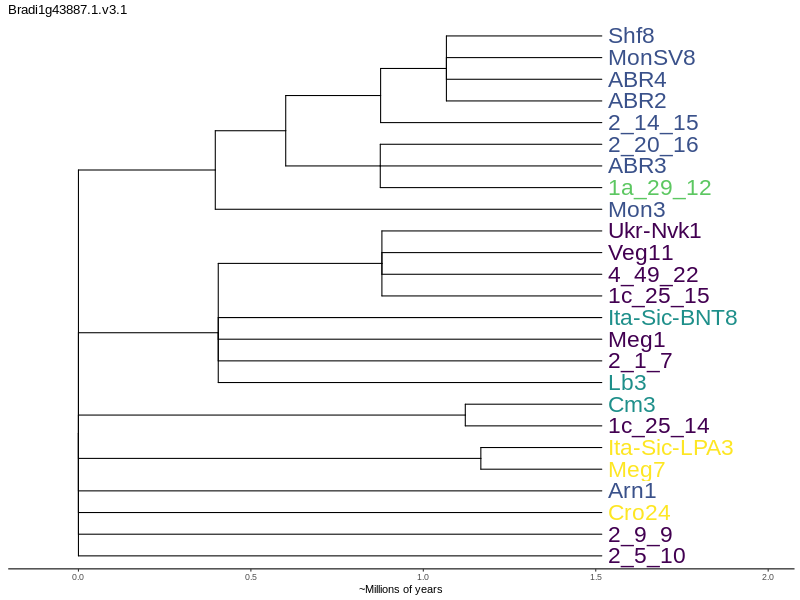 Bradi1g43887.1.v3.1
Shf8
MonSV8
ABR4
ABR2
2_14_15
2_20_16
ABR3
1a_29_12
Mon3
Ukr-Nvk1
Veg11
4_49_22
1c_25_15
Ita-Sic-BNT8
Meg1
2_1_7
Lb3
Cm3
1c_25_14
Ita-Sic-LPA3
Meg7
Arn1
Cro24
2_9_9
2_5_10
0.0 0.5 1.0 1.5 2.0
~Millions of years